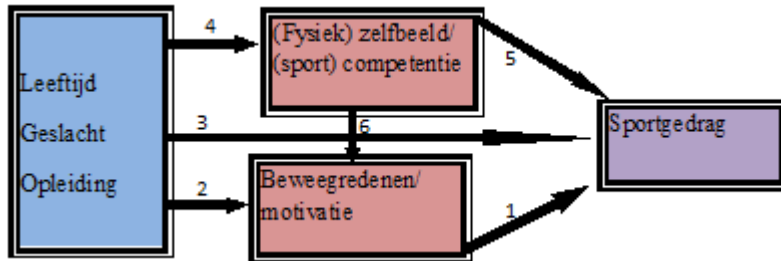 Leeftijd
Geslacht
Opleiding
4
(Fysiek) zelfbeeld/
(sport) competentie
5
3
6
Sportgedrag
2
Beweegredenen/
motivatie
1